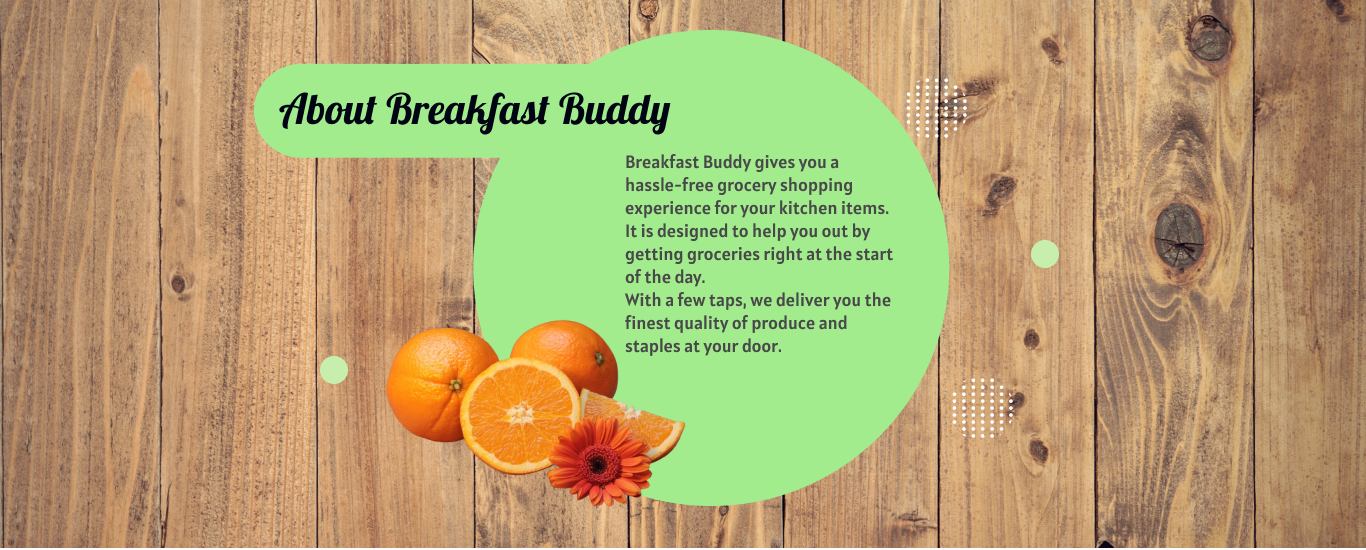 About Breakfast Buddy
Breakfast Buddy gives you a
hassle-free grocery shopping
experience for your kitchen items.
It is designed to help you out by
getting groceries right at the start
of the day.
With a few taps, we deliver you the
finest quality of produce and
staples at your door.